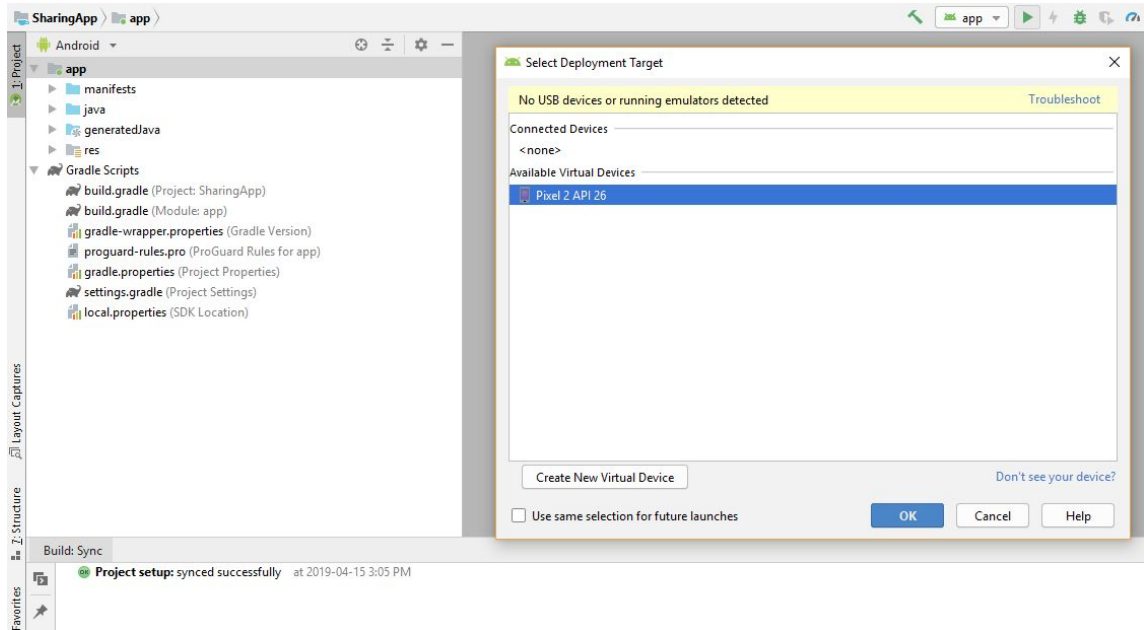 SharingApp app
app
1: Project
Android
app
manifests
java
generatedJava
res
Gradle Scripts
build.gradle (Project: SharingApp)
build.gradle (Module: app)
gradle-wrapper.properties (Gradle Version)
proguard-rules.pro (ProGuard Rules for app)
gradle.properties (Project Properties)
settings.gradle (Project Settings)
local.properties (SDK Location)
Select Deployment Target
No USB devices or running emulators detected Troubleshoot
Connected Devices
<none>
Available Virtual Devices
Pixel 2 API 26
Create New Virtual Device Don't see your device?
Use same selection for future launches OK Cancel Help
Layout Captures
7: Structure
Favorites
Build: Sync
OK Project setup: synced successfully at 2019-04-15 3:05 PM